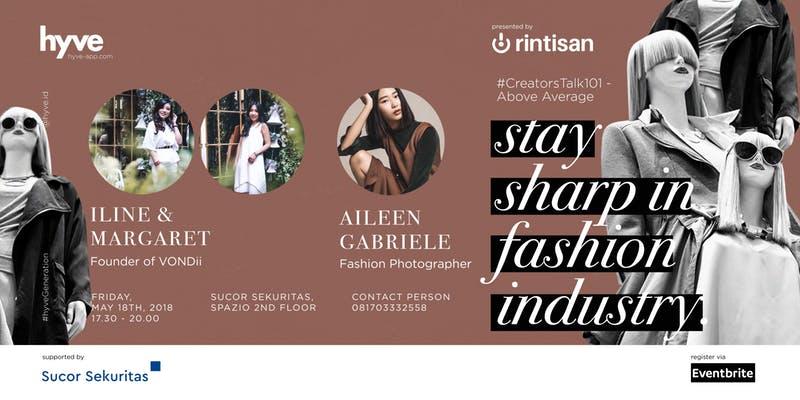 hyve
hyve-app.com
@hyve.id
#hyveGeneration
ILINE &
MARGARET
Founder of VONDii
AILEEN
GABRIELE
Fashion Photographer
FRIDAY,
MAY 18TH, 2018
17.30 - 20.00
SUCOR SEKURITAS,
SPAZIO 2ND FLOOR
CONTACT PERSON
081703332558
presented by
rintisan
#CreatorsTalk101 -
Above Average
stay
sharp in
fashion
industry.
supported by
Sucor Sekuritas
register via
Eventbrite